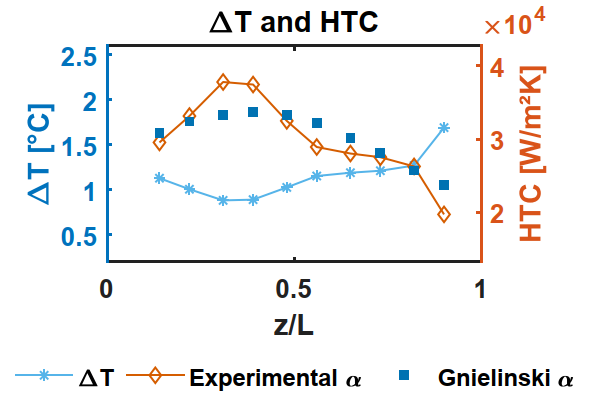 ΔT and HTC
×10⁴
2.5
2
1.5
1
0.5
ΔT [°C]
4
3
2
HTC [W/m²K]
0
0.5
1
z/L
ΔT
Experimental α
Gnielinski α